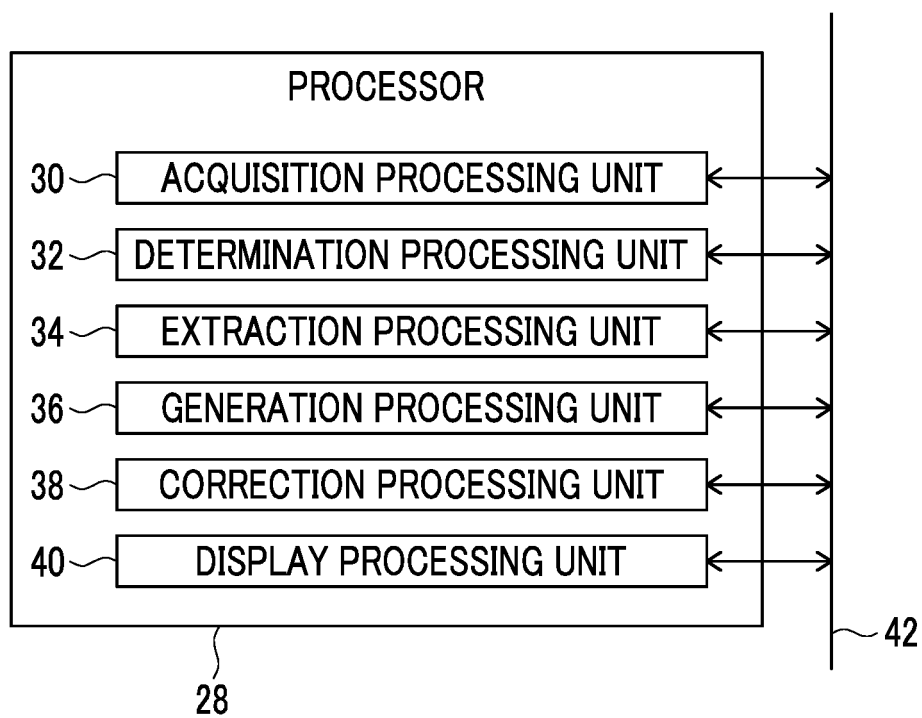 PROCESSOR
30 ACQUISITION PROCESSING UNIT
32 DETERMINATION PROCESSING UNIT
34 EXTRACTION PROCESSING UNIT
36 GENERATION PROCESSING UNIT
38 CORRECTION PROCESSING UNIT
40 DISPLAY PROCESSING UNIT
42
28